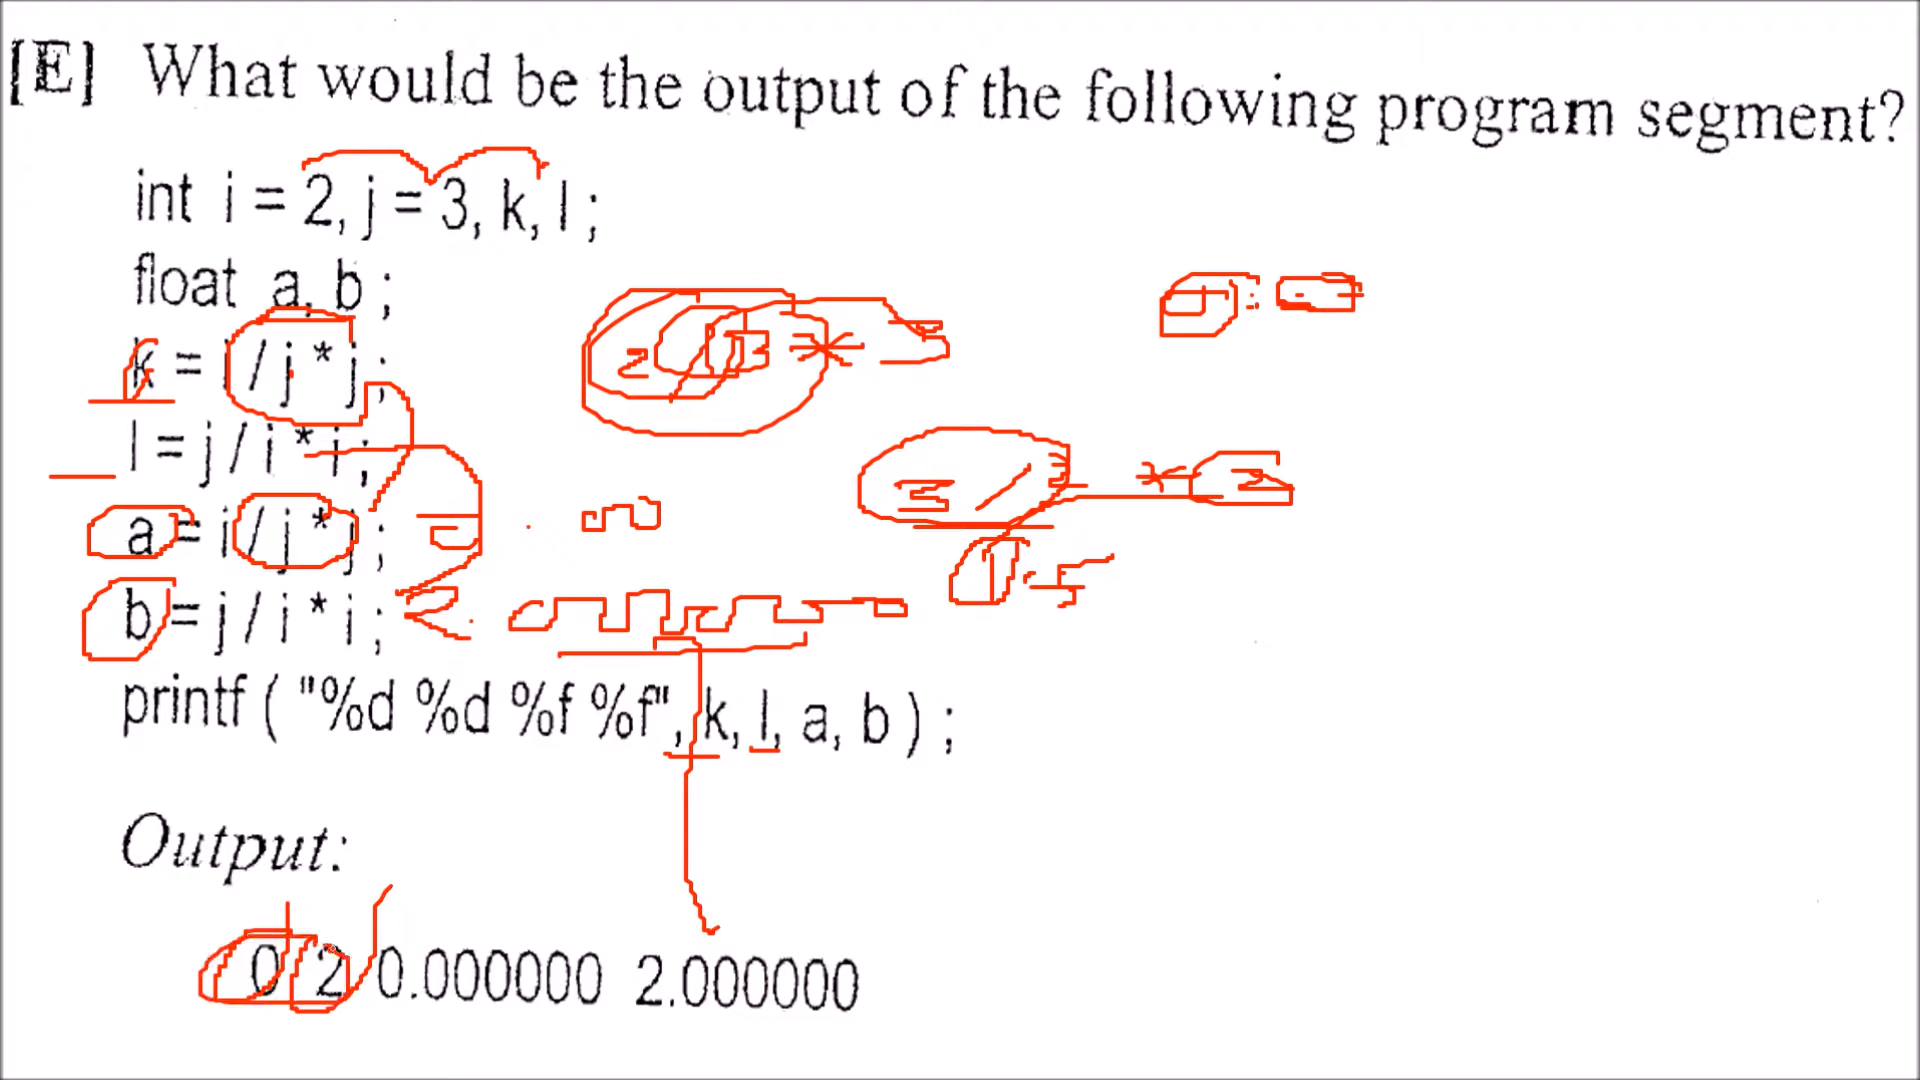 [E] What would be the output of the following program segment?
int i = 2, j = 3, k, l ;
float a, b ;
k = i / j * j ;
l = j / i * i ;
a = i / j * j ;
b = j / i * i ;
printf ( "%d %d %f %f", k, l, a, b ) ;
Output:
0 2 0.000000 2.000000